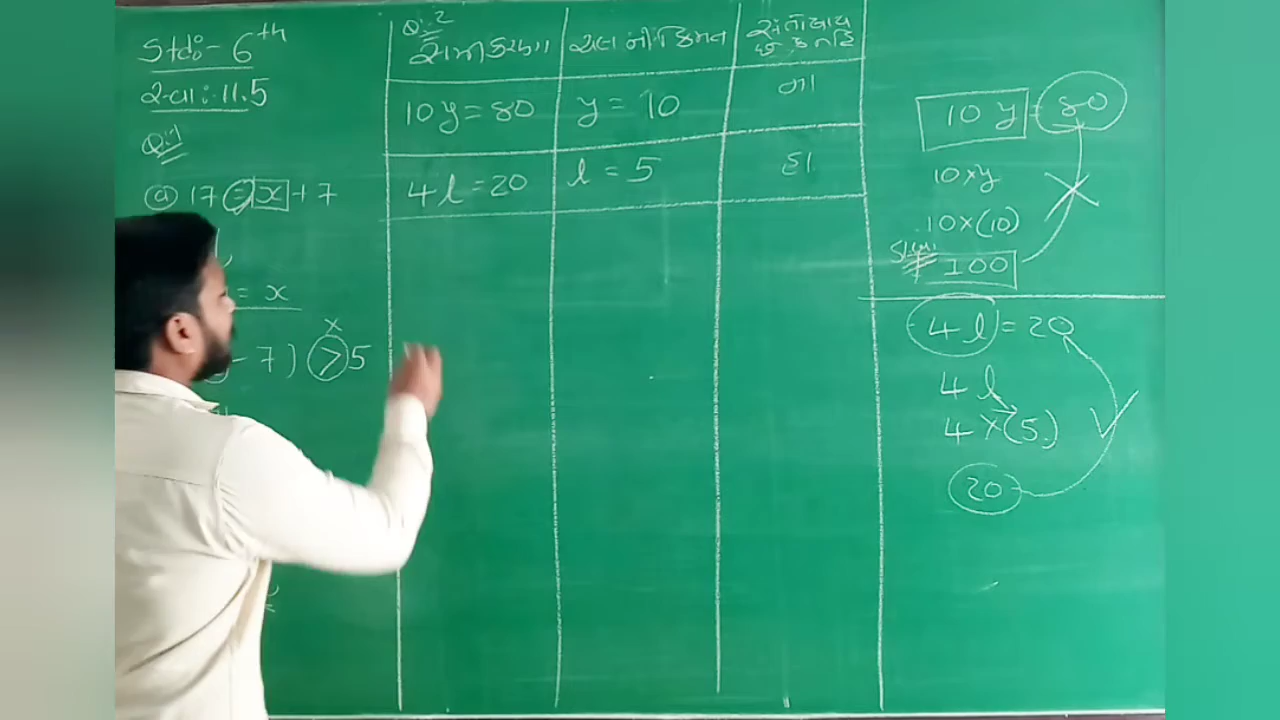 Std:- 6th
સ્વા:- 11.5
Q:1
(a) 17 = x + 7
= x
x
- 7) > 5
Q:2
સમીકરણ ચલ ની કિંમત સંતોષાય છે કે નહિ
10y = 80 y = 10 ના
4l = 20 l = 5 હા
10 y = 80
10×y
10×(10)
100
4 l = 20
4 l
4 ×(5)
20